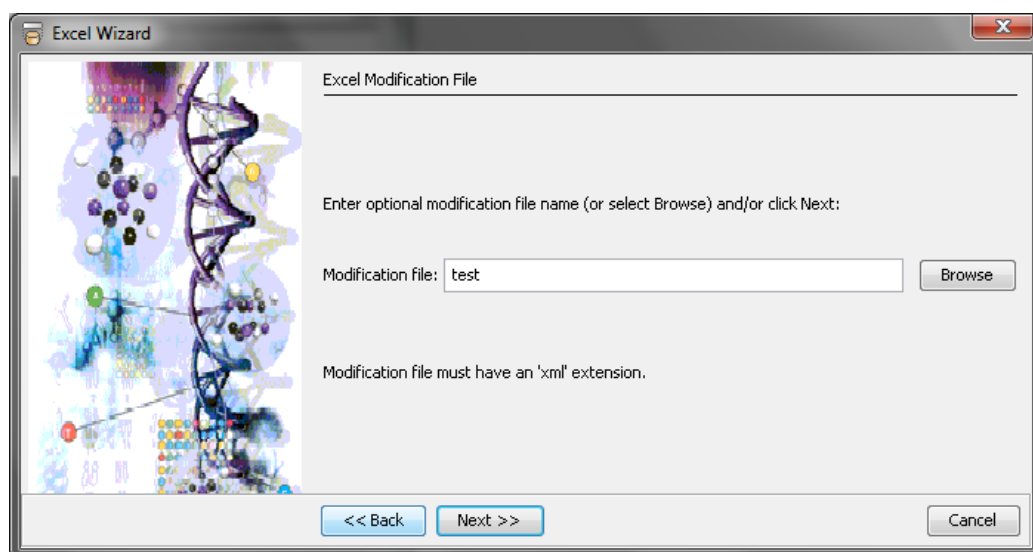 Excel Wizard
Excel Modification File
Enter optional modification file name (or select Browse) and/or click Next:
Modification file: test Browse
Modification file must have an 'xml' extension.
<< Back Next >> Cancel